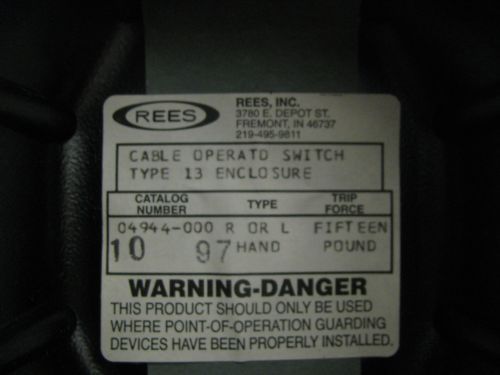 REES
REES, INC.
3780 E. DEPOT ST.
FREMONT, IN 46737
219-495-9811
CABLE OPERATD SWITCH
TYPE 13 ENCLOSURE
CATALOG NUMBER TYPE TRIP FORCE
04944-000 R OR L FIFTEEN
10 97 HAND POUND
WARNING-DANGER
THIS PRODUCT SHOULD ONLY BE USED
WHERE POINT-OF-OPERATION GUARDING
DEVICES HAVE BEEN PROPERLY INSTALLED.